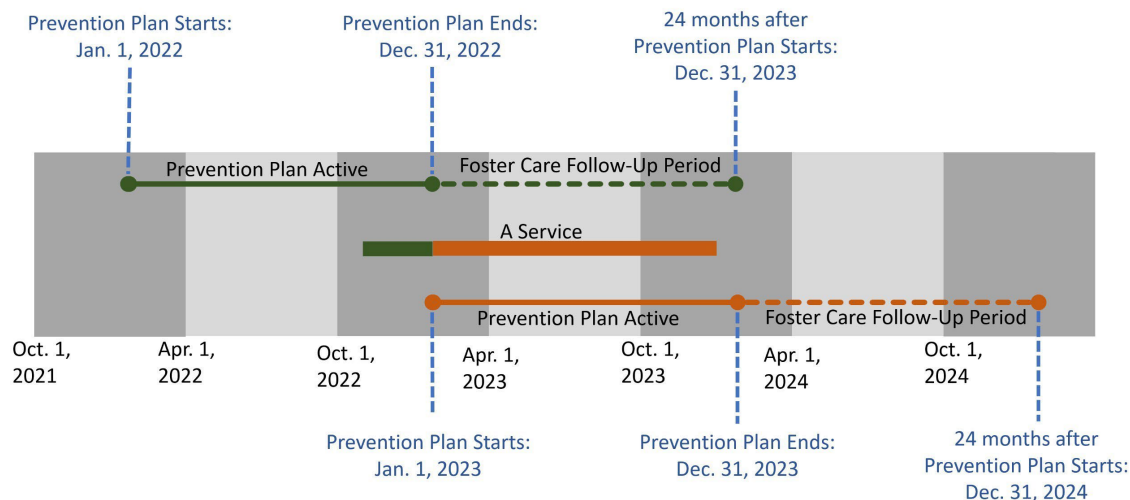 Prevention Plan Starts:
Jan. 1, 2022
Prevention Plan Ends:
Dec. 31, 2022
24 months after
Prevention Plan Starts:
Dec. 31, 2023
Prevention Plan Active
Foster Care Follow-Up Period
A Service
Prevention Plan Active
Foster Care Follow-Up Period
Oct. 1,
2021
Apr. 1,
2022
Oct. 1,
2022
Apr. 1,
2023
Oct. 1,
2023
Apr. 1,
2024
Oct. 1,
2024
Prevention Plan Starts:
Jan. 1, 2023
Prevention Plan Ends:
Dec. 31, 2023
24 months after
Prevention Plan Starts:
Dec. 31, 2024